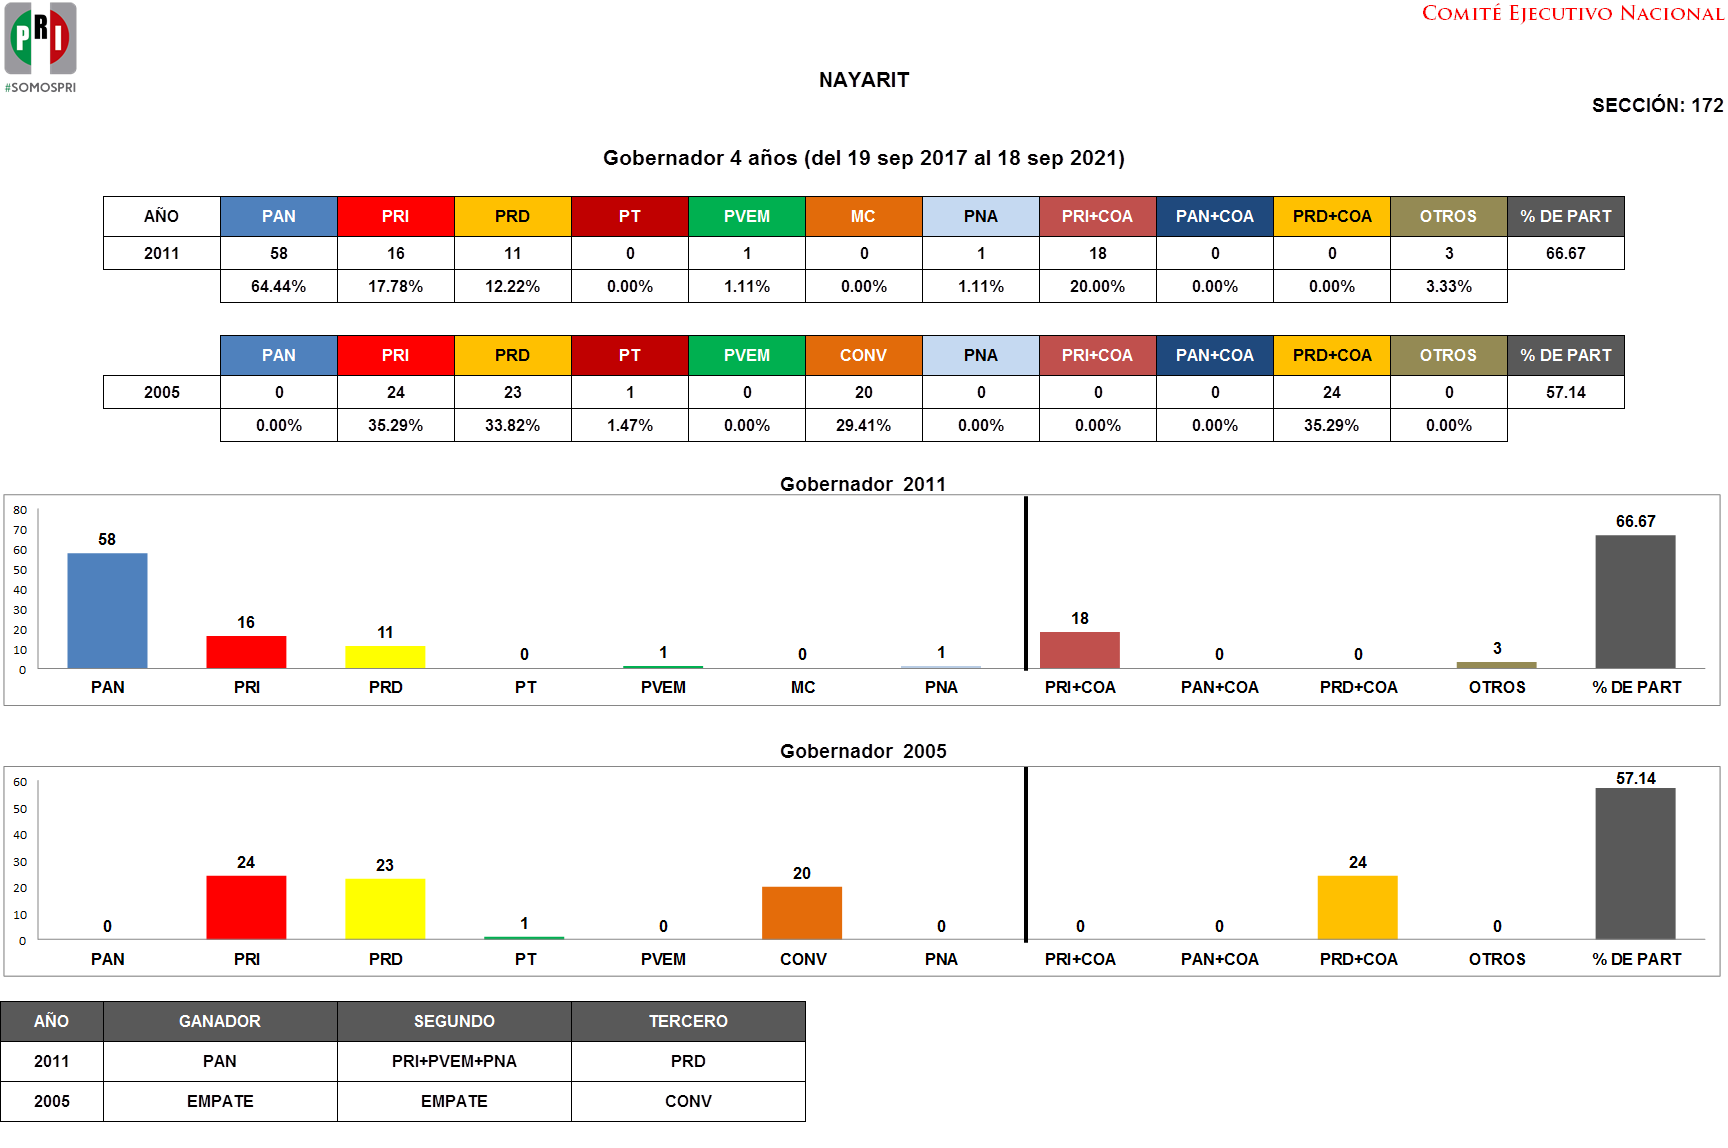 PRI
#SOMOSPRI
COMITÉ EJECUTIVO NACIONAL
NAYARIT
SECCIÓN: 172
Gobernador 4 años (del 19 sep 2017 al 18 sep 2021)
AÑO PAN PRI PRD PT PVEM MC PNA PRI+COA PAN+COA PRD+COA OTROS % DE PART
2011 58 16 11 0 1 0 1 18 0 0 3 66.67
64.44% 17.78% 12.22% 0.00% 1.11% 0.00% 1.11% 20.00% 0.00% 0.00% 3.33%
PAN PRI PRD PT PVEM CONV PNA PRI+COA PAN+COA PRD+COA OTROS % DE PART
2005 0 24 23 1 0 20 0 0 0 24 0 57.14
0.00% 35.29% 33.82% 1.47% 0.00% 29.41% 0.00% 0.00% 0.00% 35.29% 0.00%
Gobernador 2011
80
70
60
50
40
30
20
10
0
58 16 11 0 1 0 1 18 0 0 3 66.67
PAN PRI PRD PT PVEM MC PNA PRI+COA PAN+COA PRD+COA OTROS % DE PART
Gobernador 2005
60
50
40
30
20
10
0
0 24 23 1 0 20 0 0 0 24 0 57.14
PAN PRI PRD PT PVEM CONV PNA PRI+COA PAN+COA PRD+COA OTROS % DE PART
AÑO GANADOR SEGUNDO TERCERO
2011 PAN PRI+PVEM+PNA PRD
2005 EMPATE EMPATE CONV